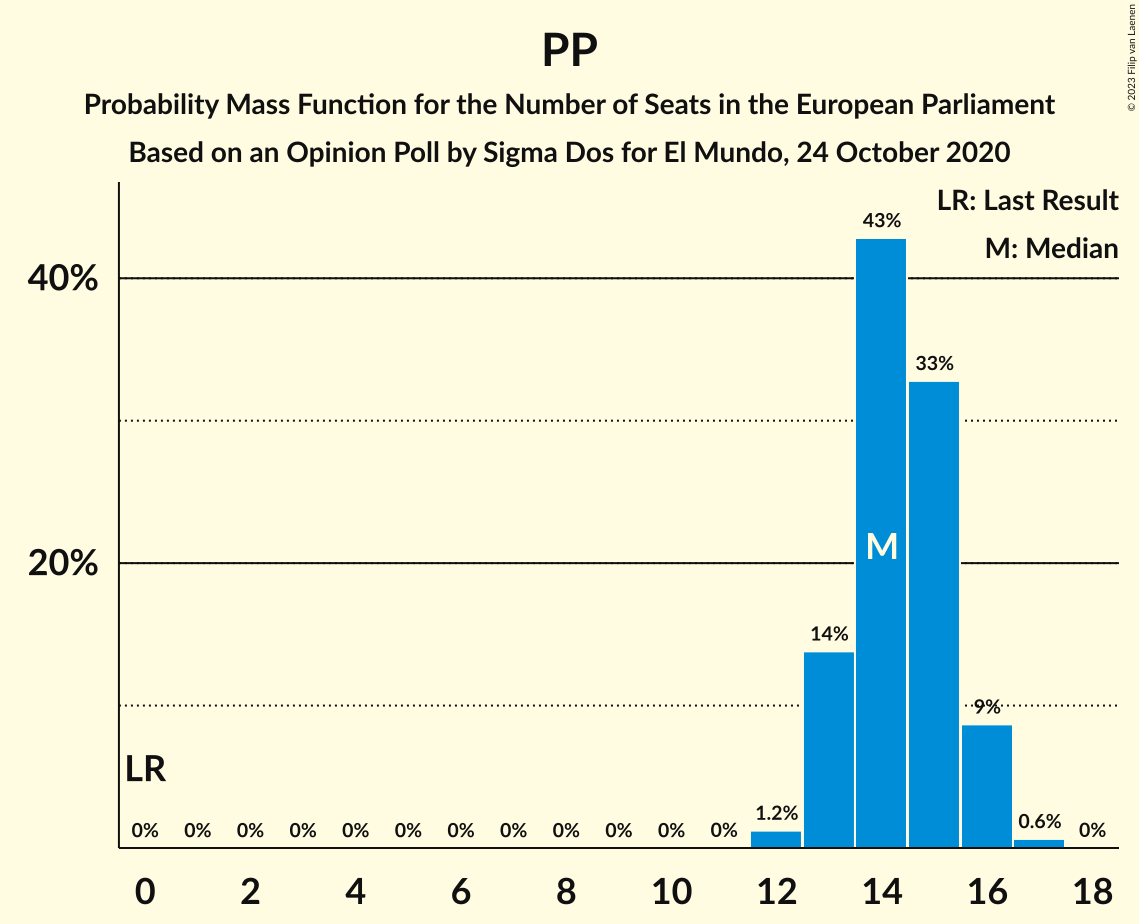 PP
Probability Mass Function for the Number of Seats in the European Parliament
Based on an Opinion Poll by Sigma Dos for El Mundo, 24 October 2020
© 2023 Filip van Laenen
LR: Last Result
M: Median
40%
20%
43%
33%
M
14%
9%
LR
0% 0% 0% 0% 0% 0% 0% 0% 0% 0% 0% 0% 1.2% 0.6% 0%
0 2 4 6 8 10 12 14 16 18